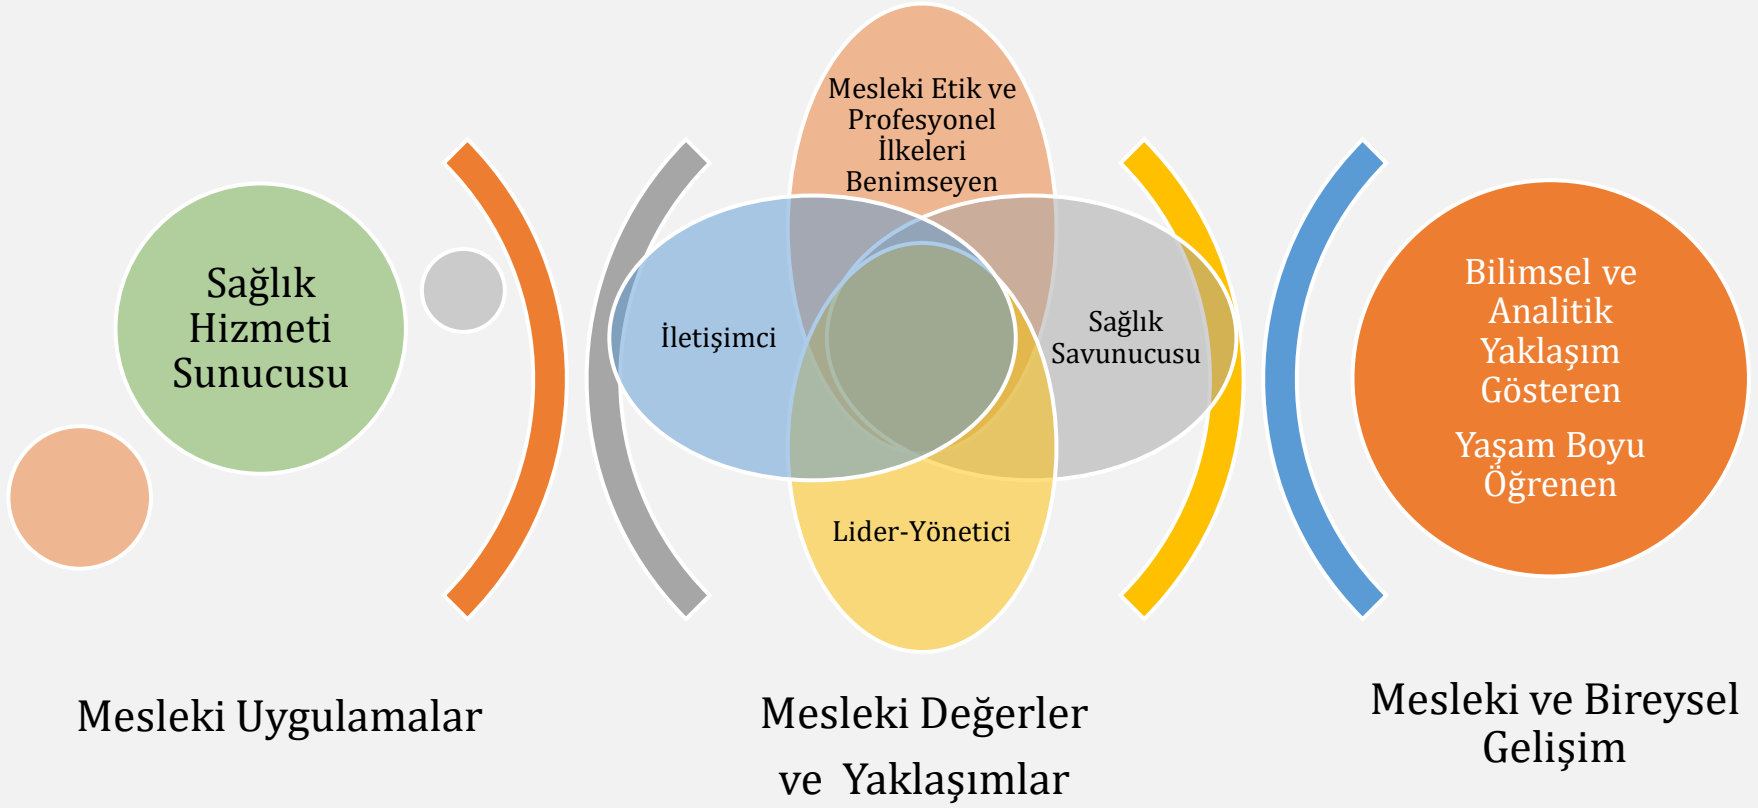 Sağlık
Hizmeti
Sunucusu
Mesleki Uygulamalar
Mesleki Etik ve
Profesyonel
İlkeleri
Benimseyen
İletişimci
Sağlık
Savunucusu
Lider-Yönetici
Mesleki Değerler
ve Yaklaşımlar
Bilimsel ve
Analitik
Yaklaşım
Gösteren
Yaşam Boyu
Öğrenen
Mesleki ve Bireysel
Gelişim